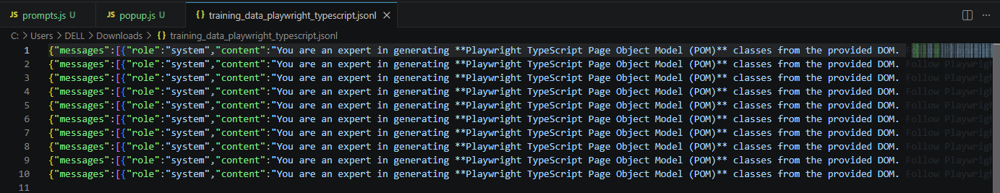 JS prompts.js U JS popup.js U {} training_data_playwright_typescript.jsonl ×
C: > Users > DELL > Downloads > {} training_data_playwright_typescript.jsonl
1 {"messages":[{"role":"system","content":"You are an expert in generating **Playwright TypeScript Page Object Model (POM)** classes from the provided DOM. F
2 {"messages":[{"role":"system","content":"You are an expert in generating **Playwright TypeScript Page Object Model (POM)** classes from the provided DOM. Follow Playwrigh
3 {"messages":[{"role":"system","content":"You are an expert in generating **Playwright TypeScript Page Object Model (POM)** classes from the provided DOM. Follow Playwrigh
4 {"messages":[{"role":"system","content":"You are an expert in generating **Playwright TypeScript Page Object Model (POM)** classes from the provided DOM. Follow Playwrigh
5 {"messages":[{"role":"system","content":"You are an expert in generating **Playwright TypeScript Page Object Model (POM)** classes from the provided DOM. Follow Playwrigh
6 {"messages":[{"role":"system","content":"You are an expert in generating **Playwright TypeScript Page Object Model (POM)** classes from the provided DOM. Follow Playwrigh
7 {"messages":[{"role":"system","content":"You are an expert in generating **Playwright TypeScript Page Object Model (POM)** classes from the provided DOM. Follow Playwrigh
8 {"messages":[{"role":"system","content":"You are an expert in generating **Playwright TypeScript Page Object Model (POM)** classes from the provided DOM. Follow Playwrigh
9 {"messages":[{"role":"system","content":"You are an expert in generating **Playwright TypeScript Page Object Model (POM)** classes from the provided DOM. Follow Playwrigh
10 {"messages":[{"role":"system","content":"You are an expert in generating **Playwright TypeScript Page Object Model (POM)** classes from the provided DOM. Follow Playwrigh
11